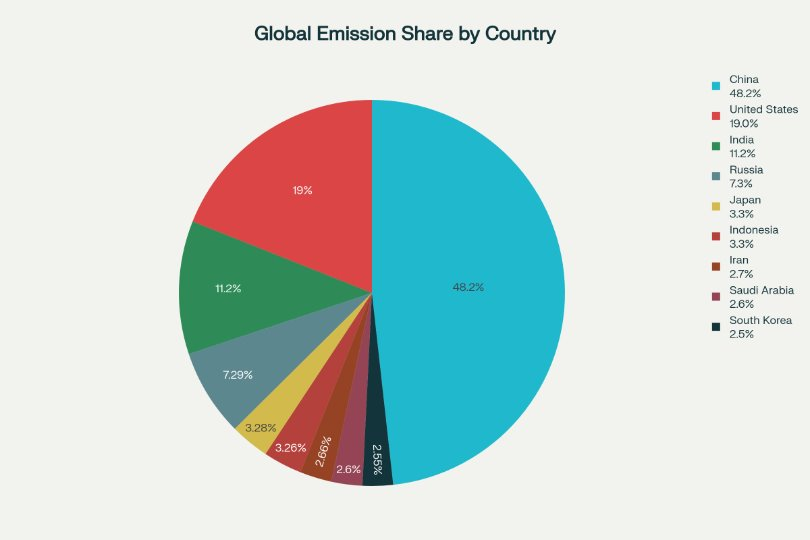 Global Emission Share by Country
China
48.2%
United States
19.0%
India
11.2%
Russia
7.3%
Japan
3.3%
Indonesia
3.3%
Iran
2.7%
Saudi Arabia
2.6%
South Korea
2.5%
19%
48.2%
11.2%
7.29%
3.28%
3.26%
2.66%
2.6%
2.55%